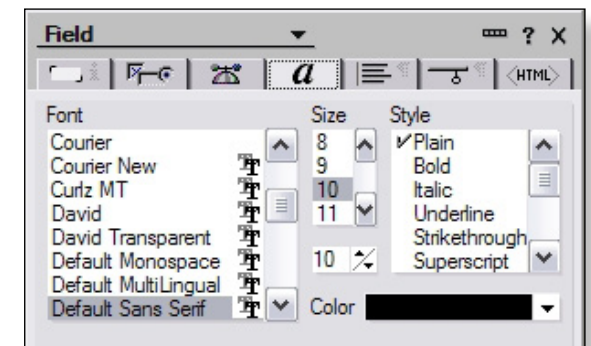 Field
?
X
i
a
<HTML>
Font
Size
Style
Courier
Courier New
Curlz MT
David
David Transparent
Default Monospace
Default MultiLingual
Default Sans Serif
8
9
10
11
10
Plain
Bold
Italic
Underline
Strikethrough
Superscript
Color